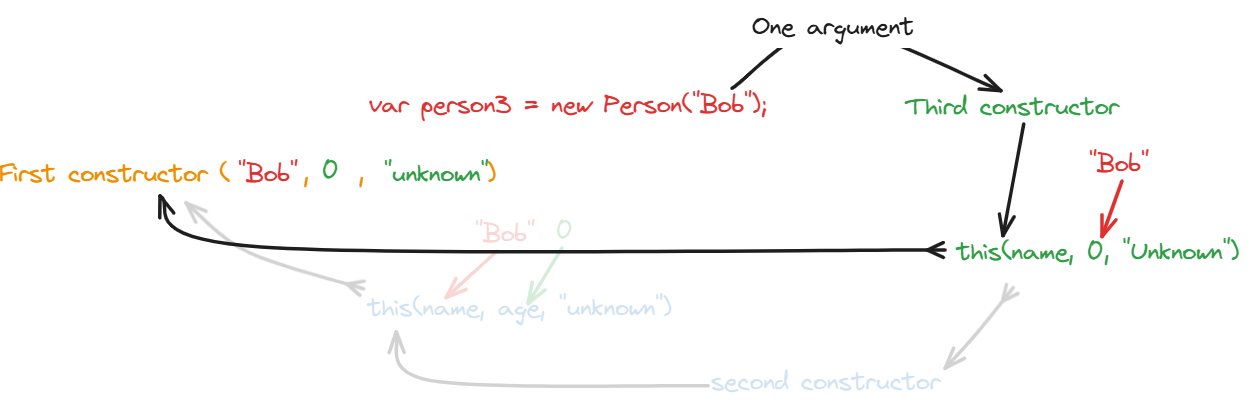 One argument
var person3 = new Person("Bob");
Third constructor
"Bob"
First constructor ( "Bob", 0 , "unknown")
"Bob" 0
this(name, 0, "Unknown")
this(name, age, "unknown")
second constructor